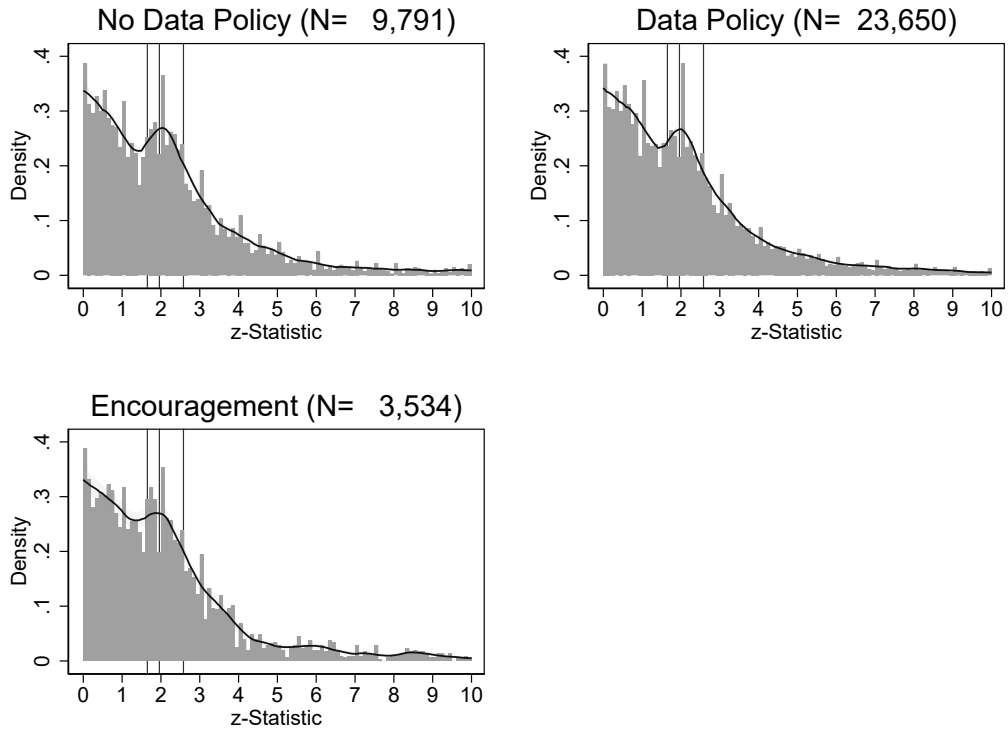 No Data Policy (N= 9,791)
Density
.4
.3
.2
.1
0
0 1 2 3 4 5 6 7 8 9 10
z-Statistic
Data Policy (N= 23,650)
Density
.4
.3
.2
.1
0
0 1 2 3 4 5 6 7 8 9 10
z-Statistic
Encouragement (N= 3,534)
Density
.4
.3
.2
.1
0
0 1 2 3 4 5 6 7 8 9 10
z-Statistic